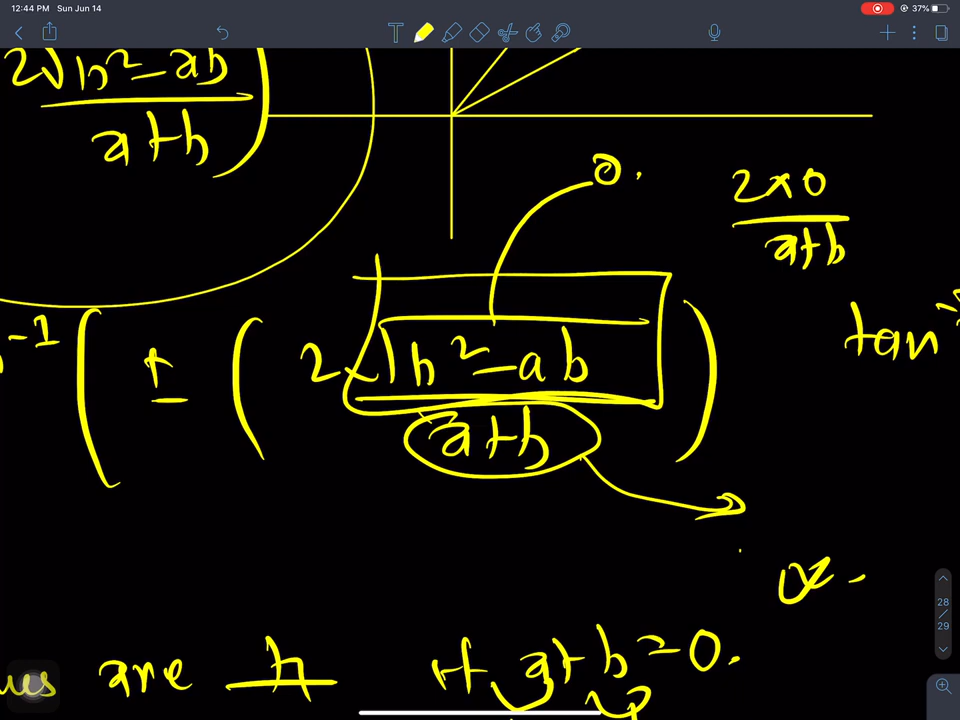 12:44 PM Sun Jun 14
37%
T
2√h²-ab
a+b
0.
2×0
a+b
-1
( ± ( 2√h²-ab ) )
a+b
tan⁻
28
/
29
are if a+b=0.